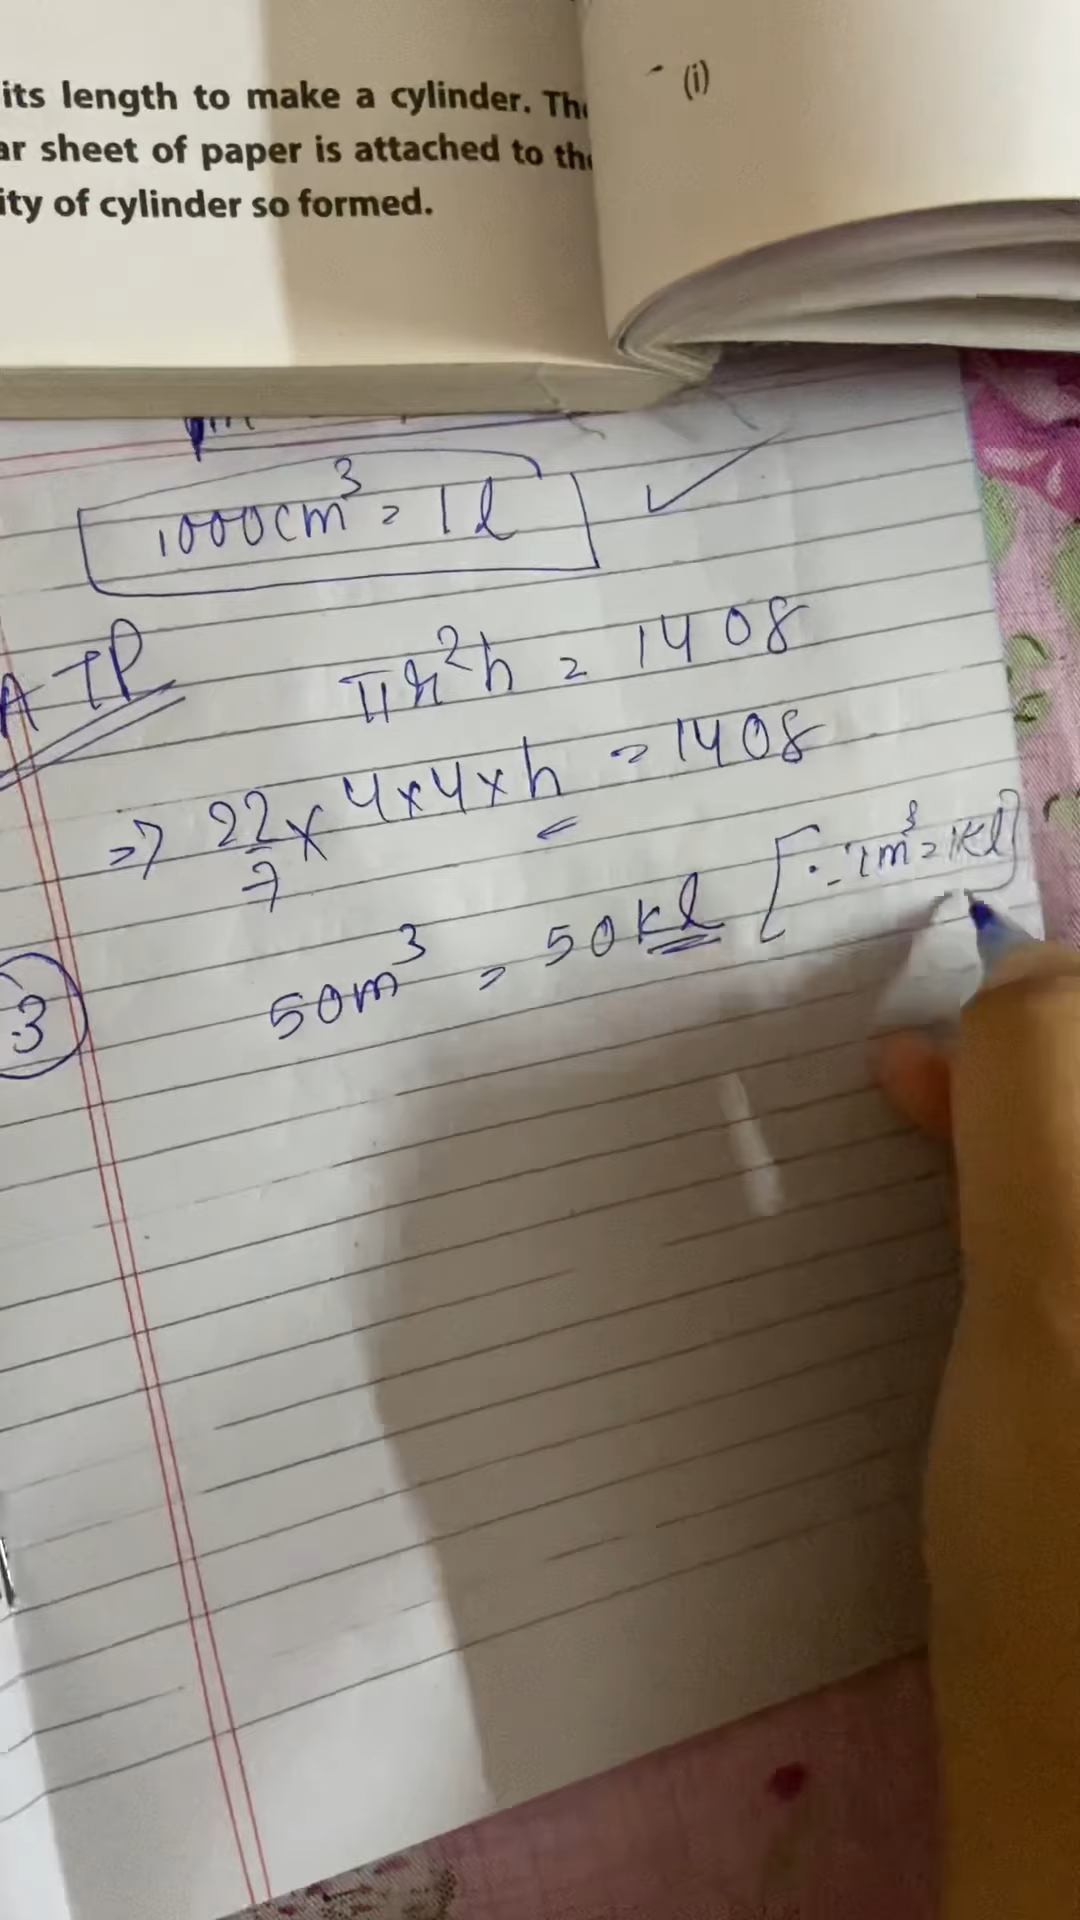 its length to make a cylinder. Th
ar sheet of paper is attached to th
ity of cylinder so formed.
(i)
1000cm³ = 1l
ATP
πr²h = 1408
=> 22/7 × 4×4×h = 1408
3
50m³ = 50kl [∵ 1m³ = 1kl]